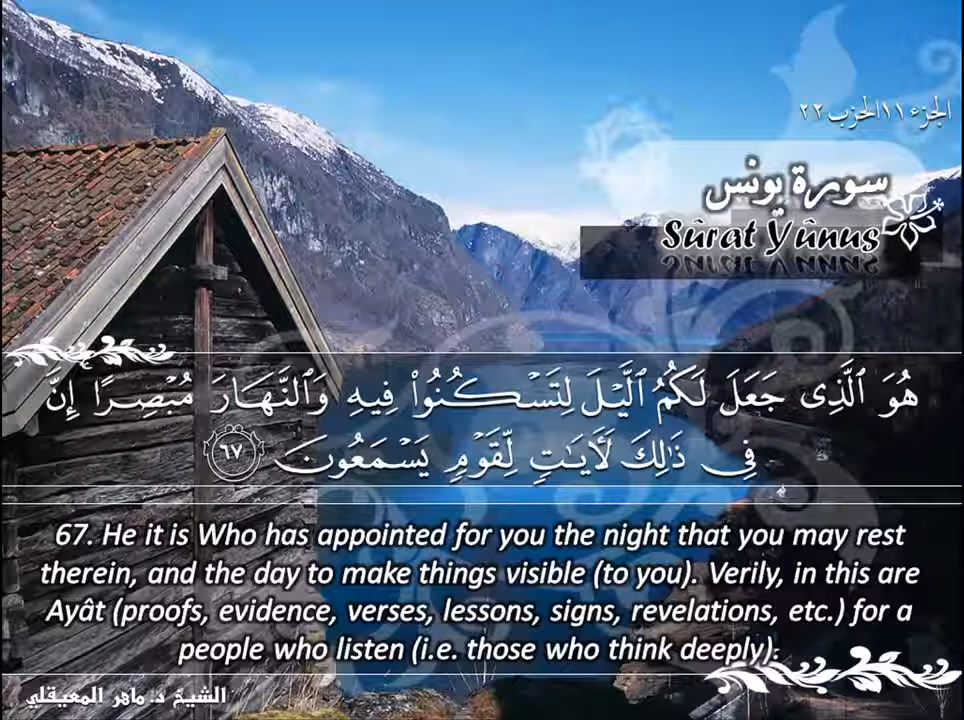 الجزء ١١ الحزب ٢٢
سورة يونس
Sûrat Yûnus
هُوَ ٱلَّذِى جَعَلَ لَكُمُ ٱلَّيْلَ لِتَسْكُنُوا۟ فِيهِ وَٱلنَّهَارَ مُبْصِرًا إِنَّ
فِى ذَٰلِكَ لَـَٔايَـٰتٍ لِّقَوْمٍ يَسْمَعُونَ ٦٧
67. He it is Who has appointed for you the night that you may rest
therein, and the day to make things visible (to you). Verily, in this are
Ayât (proofs, evidence, verses, lessons, signs, revelations, etc.) for a
people who listen (i.e. those who think deeply).
الشيخ د. ماهر المعيقلي